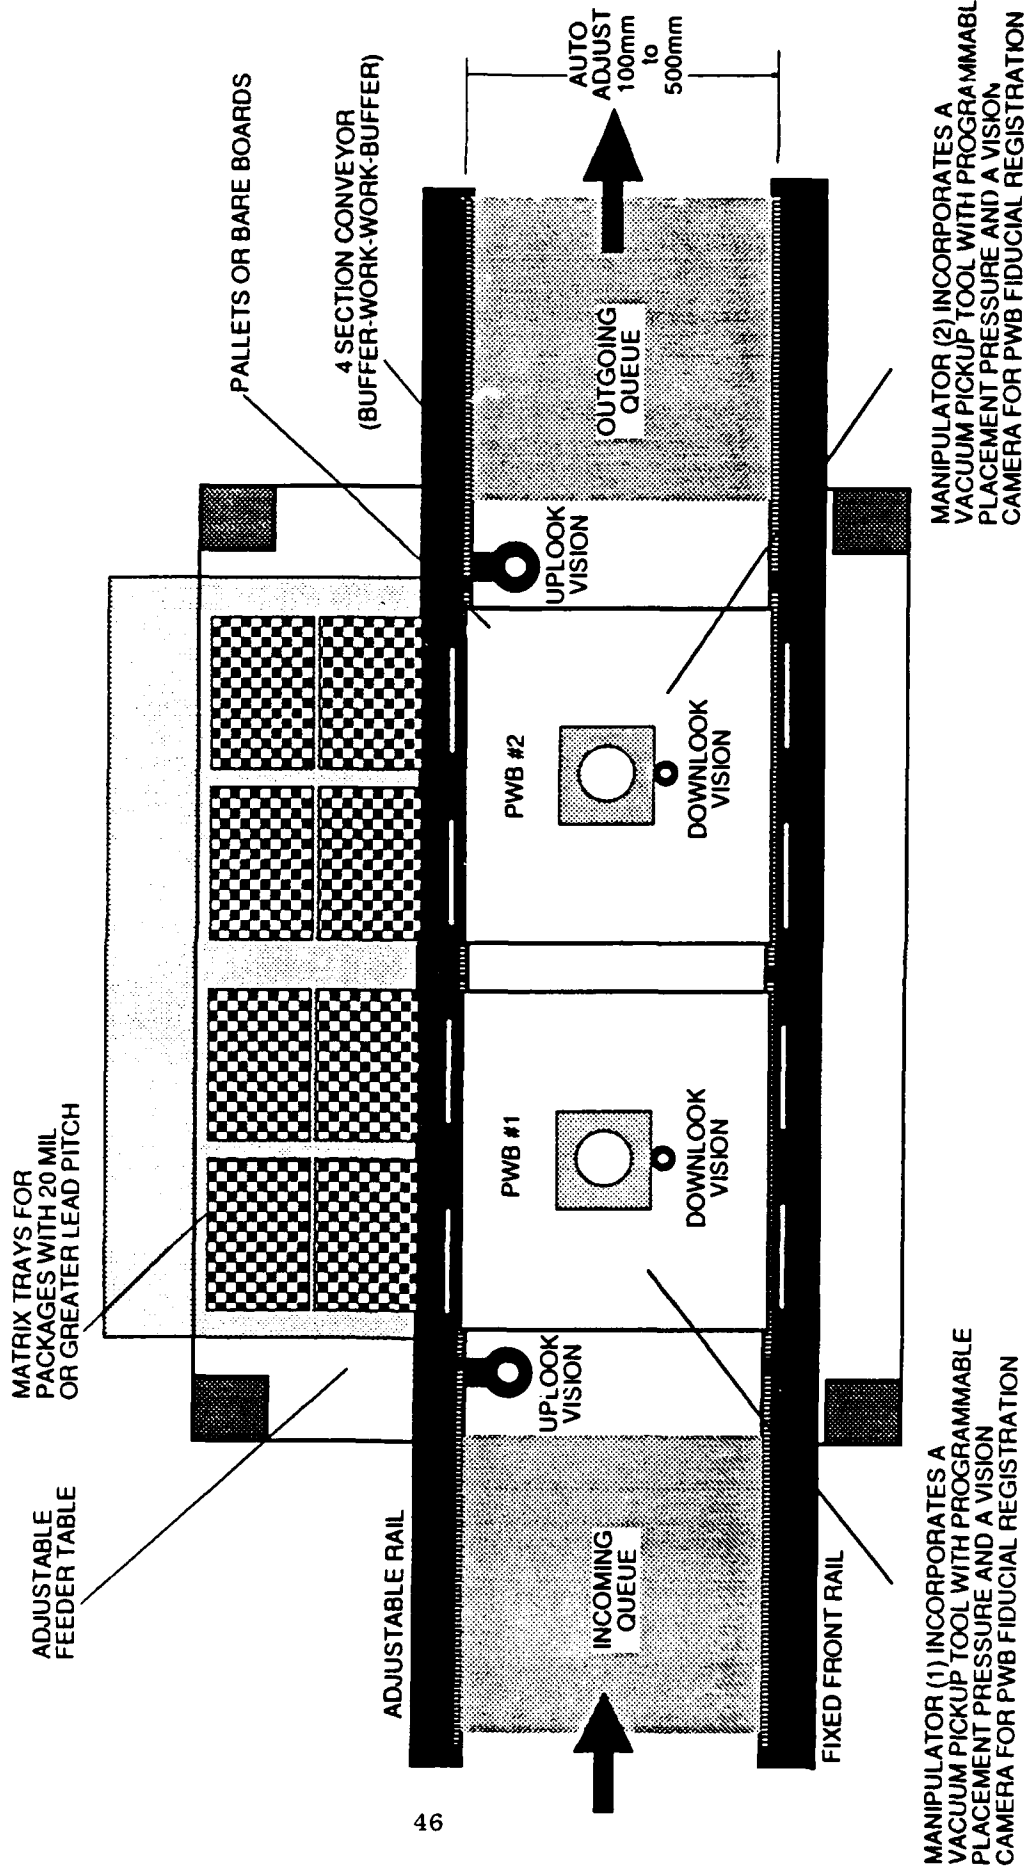 MATRIX TRAYS FOR
PACKAGES WITH 20 MIL
OR GREATER LEAD PITCH
ADJUSTABLE
FEEDER TABLE
PALLETS OR BARE BOARDS
4 SECTION CONVEYOR
(BUFFER-WORK-WORK-BUFFER)
AUTO
ADJUST
100mm
to
500mm
ADJUSTABLE RAIL
INCOMING
QUEUE
UPLOOK
VISION
PWB #1
DOWNLOOK
VISION
PWB #2
DOWNLOOK
VISION
UPLOOK
VISION
OUTGOING
QUEUE
FIXED FRONT RAIL
MANIPULATOR (1) INCORPORATES A
VACUUM PICKUP TOOL WITH PROGRAMMABLE
PLACEMENT PRESSURE AND A VISION
CAMERA FOR PWB FIDUCIAL REGISTRATION
MANIPULATOR (2) INCORPORATES A
VACUUM PICKUP TOOL WITH PROGRAMMABL
PLACEMENT PRESSURE AND A VISION
CAMERA FOR PWB FIDUCIAL REGISTRATION
46